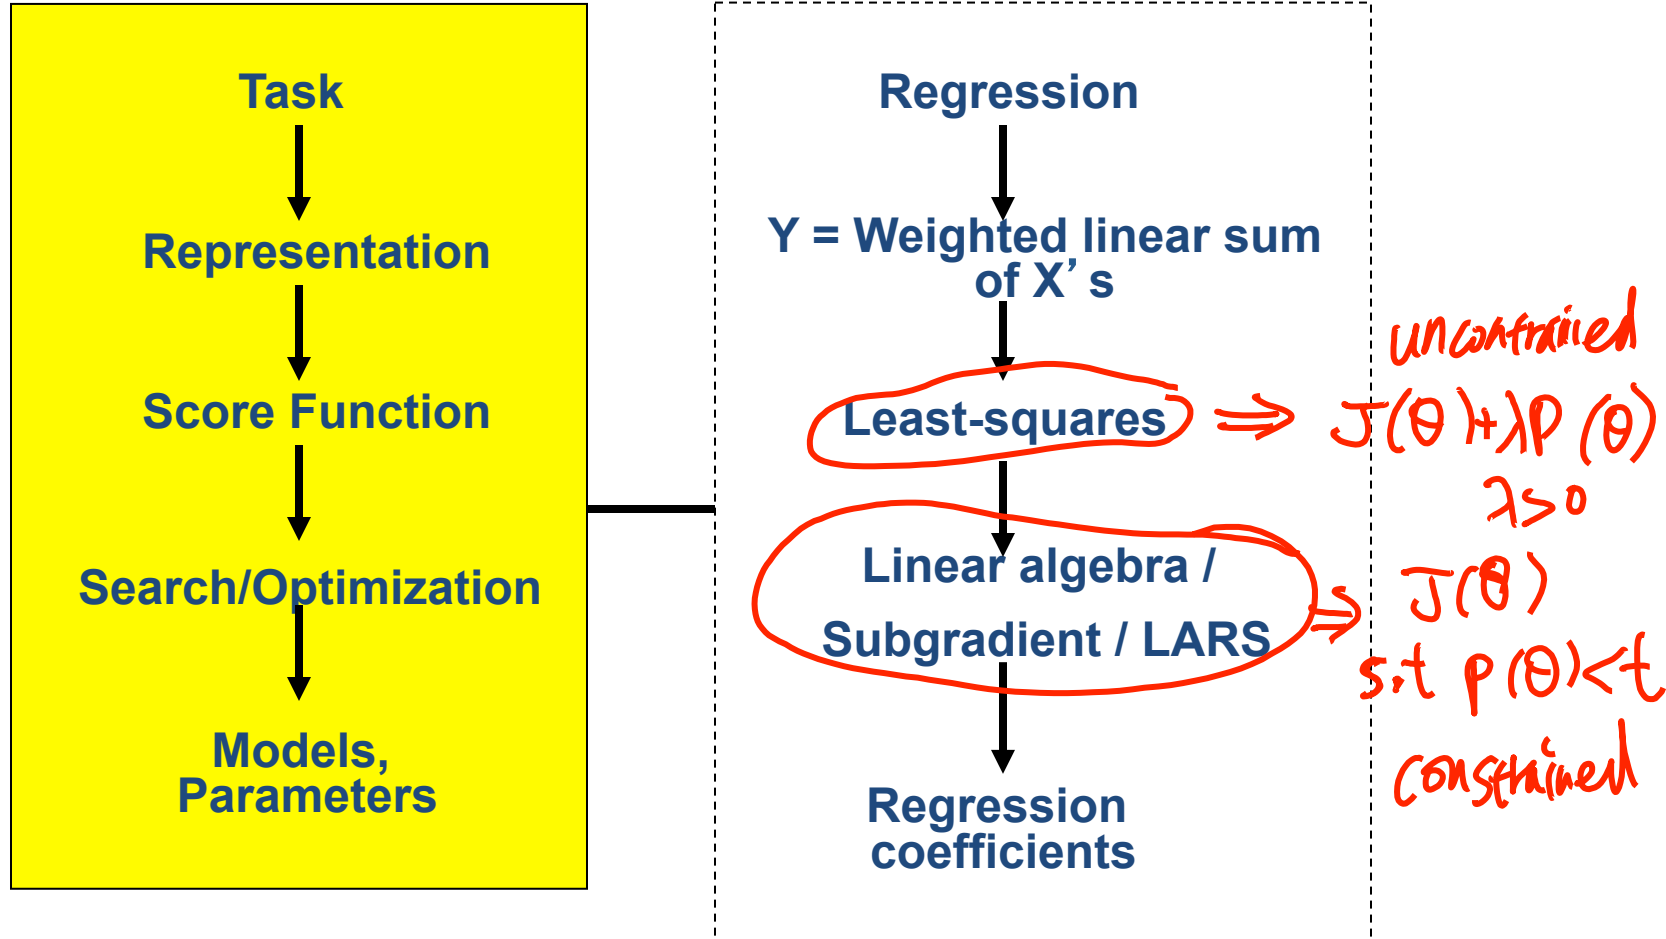 Task
Representation
Score Function
Search/Optimization
Models,
Parameters
Regression
Y = Weighted linear sum
of X’s
Least-squares
Linear algebra /
Subgradient / LARS
Regression
coefficients
uncontrained
J(θ)+λP(θ)
λ>0
J(θ)
s.t P(θ)<t
constrained